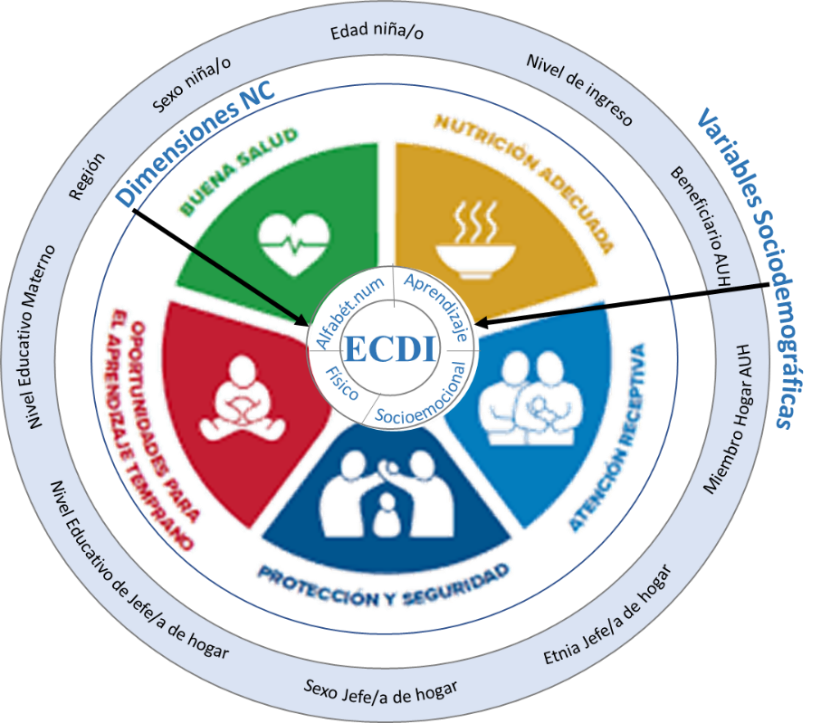 Edad niña/o
Nivel de ingreso
Beneficiario AUH
Miembro Hogar AUH
Etnia Jefe/a de hogar
Sexo Jefe/a de hogar
Nivel Educativo de Jefe/a de hogar
Nivel Educativo Materno
Región
Sexo niña/o
Dimensiones NC
Variables Sociodemográficas
BUENA SALUD
NUTRICIÓN ADECUADA
ATENCIÓN RECEPTIVA
PROTECCIÓN Y SEGURIDAD
OPORTUNIDADES PARA
EL APRENDIZAJE TEMPRANO
Alfabét.num
Aprendizaje
Socioemocional
Físico
ECDI